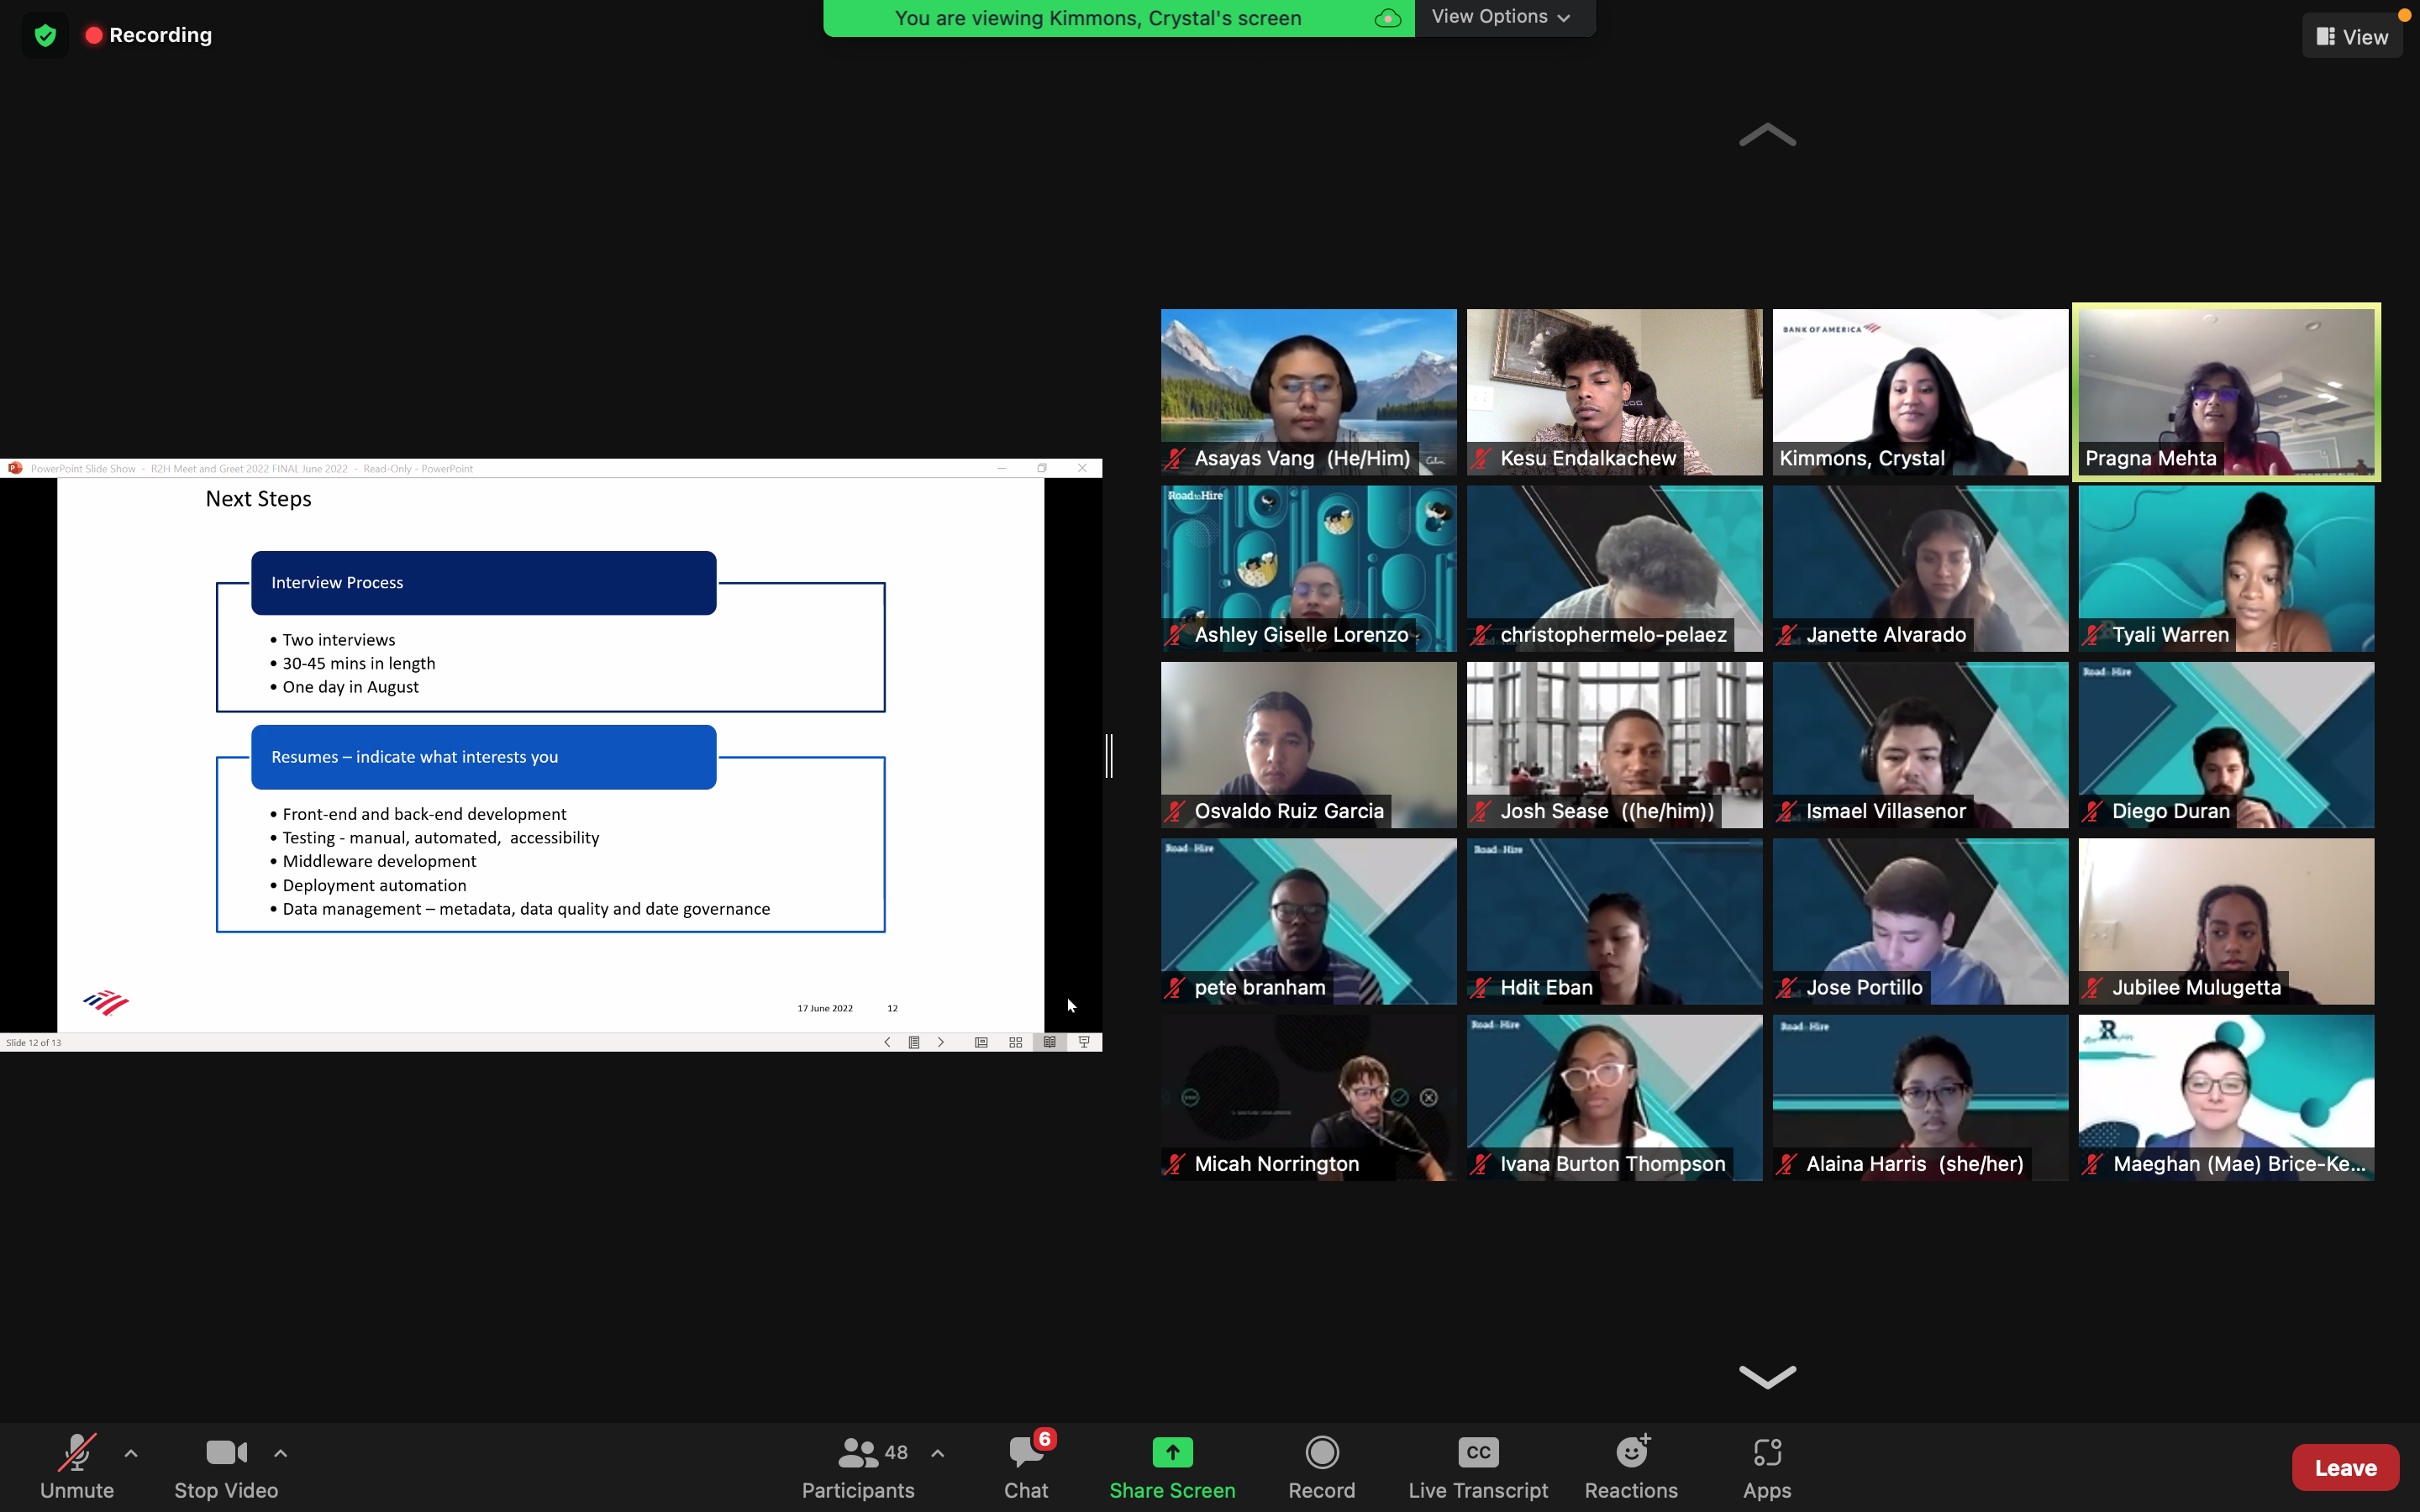 Recording
You are viewing Kimmons, Crystal's screen
View Options
View
PowerPoint Slide Show - R2H Meet and Greet 2022 FINAL June 2022 - Read-Only - PowerPoint
Next Steps
Interview Process
• Two interviews
• 30-45 mins in length
• One day in August
Resumes – indicate what interests you
• Front-end and back-end development
• Testing - manual, automated, accessibility
• Middleware development
• Deployment automation
• Data management – metadata, data quality and date governance
17 June 2022 12
Slide 12 of 13
Asayas Vang (He/Him)
Kesu Endalkachew
BANK OF AMERICA
Kimmons, Crystal
Pragna Mehta
Road to Hire
Ashley Giselle Lorenzo
christophermelo-pelaez
Janette Alvarado
Tyali Warren
Osvaldo Ruiz Garcia
Josh Sease ((he/him))
Ismael Villasenor
Road to Hire
Diego Duran
Road to Hire
pete branham
Road to Hire
Hdit Eban
Jose Portillo
Jubilee Mulugetta
Micah Norrington
Road to Hire
Ivana Burton Thompson
Road to Hire
Alaina Harris (she/her)
R
Maeghan (Mae) Brice-Ke...
Unmute
Stop Video
48
Participants
6
Chat
Share Screen
Record
CC
Live Transcript
Reactions
Apps
Leave